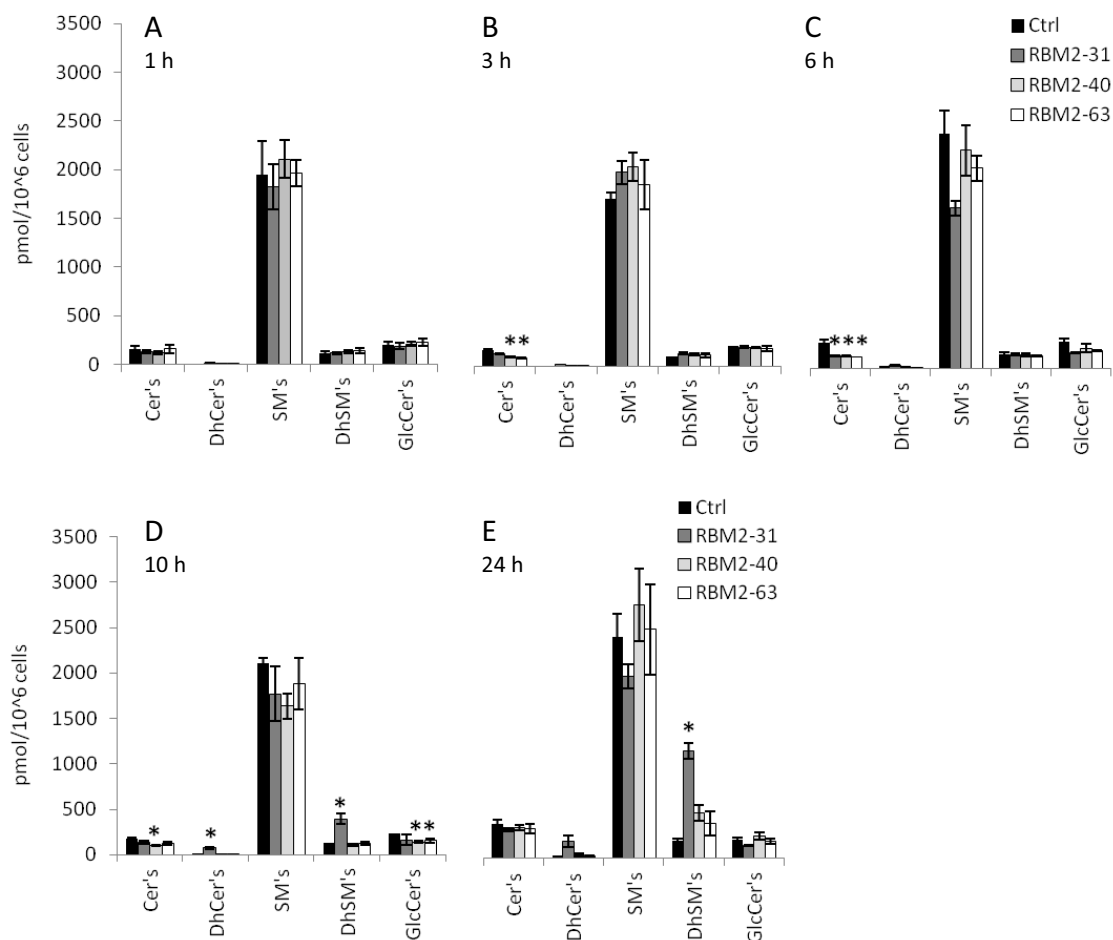 3500
3000
2500
2000
1500
1000
500
0
pmol/10^6 cells
A
1 h
Cer's
DhCer's
SM's
DhSM's
GlcCer's
B
3 h
**
Cer's
DhCer's
SM's
DhSM's
GlcCer's
C
6 h
***
Cer's
DhCer's
SM's
DhSM's
GlcCer's
Ctrl
RBM2-31
RBM2-40
RBM2-63
3500
3000
2500
2000
1500
1000
500
0
pmol/10^6 cells
D
10 h
*
*
*
**
Cer's
DhCer's
SM's
DhSM's
GlcCer's
E
24 h
*
Cer's
DhCer's
SM's
DhSM's
GlcCer's
Ctrl
RBM2-31
RBM2-40
RBM2-63